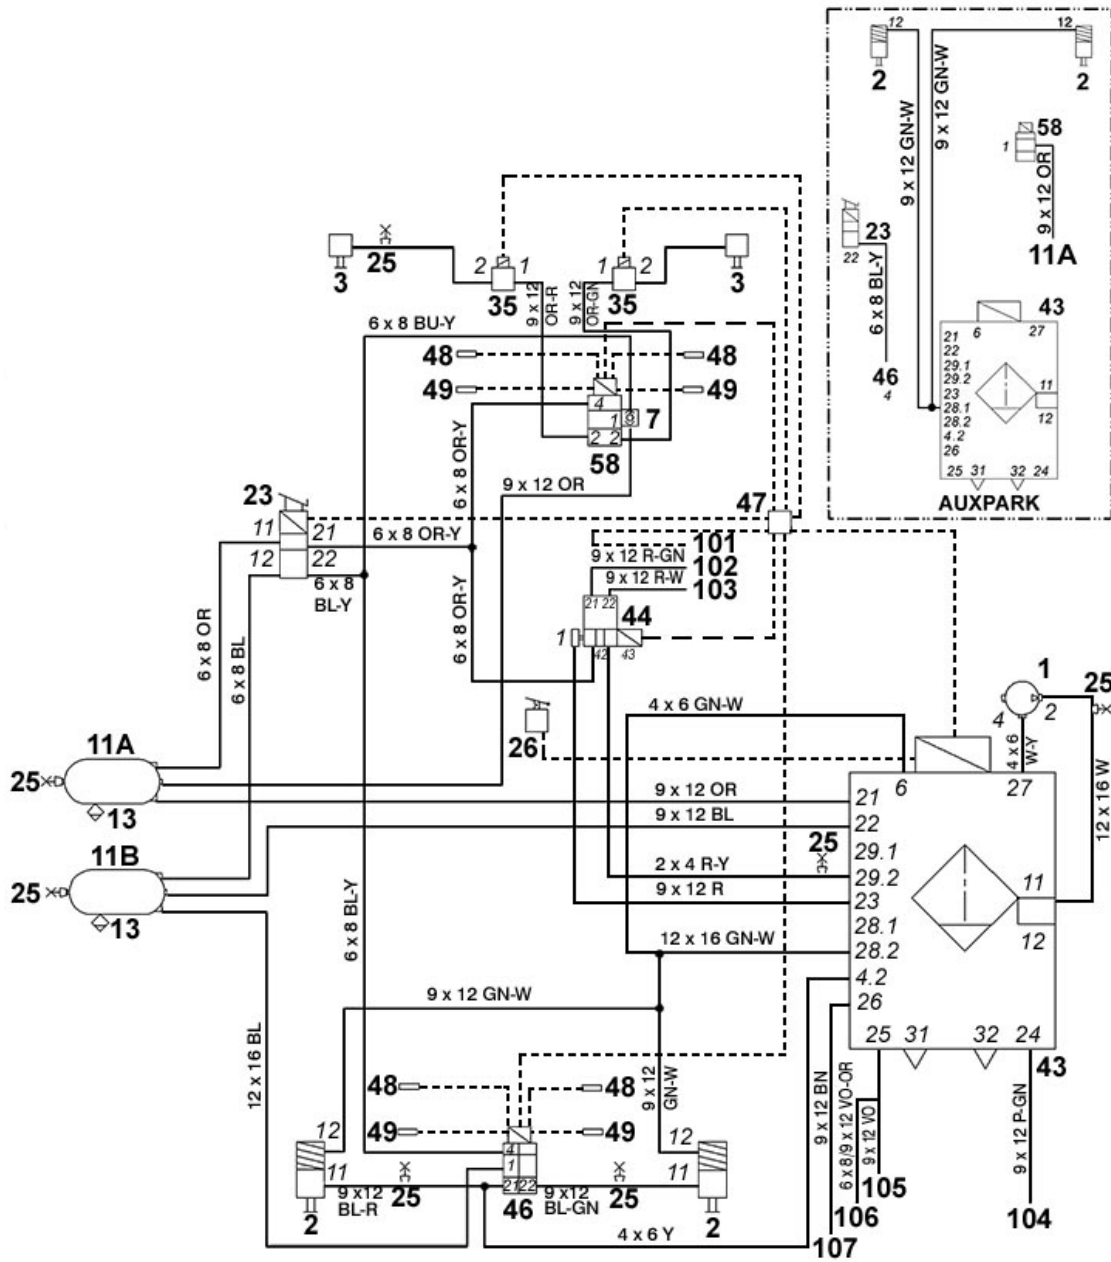 12
12
2
2
9 x 12 GN-W
9 x 12 GN-W
58
1
9 x 12 OR
11A
23
22
6 x 8 BL-Y
46
4
43
6
27
21
22
29.1
29.2
23
28.1
28.2
4.2
26
11
12
25
31
32
24
AUXPARK
3
25
2
1
35
1
2
35
3
9 x 12
OR-R
9 x 12
OR-GN
6 x 8 BU-Y
48
48
49
49
4
1
7
2
2
58
6 x 8 OR-Y
9 x 12 OR
23
11
21
12
22
6 x 8 OR-Y
6 x 8
BL-Y
47
101
9 x 12 R-GN
102
9 x 12 R-W
103
21
22
44
1
42
43
6 x 8 OR
6 x 8 BL
6 x 8 OR-Y
26
4 x 6 GN-W
1
25
4
2
4 x 6
W-Y
12 x 16 W
11A
25
13
11B
25
13
9 x 12 OR
9 x 12 BL
25
2 x 4 R-Y
9 x 12 R
12 x 16 GN-W
6
27
21
22
29.1
29.2
23
28.1
28.2
4.2
26
11
12
25
31
32
24
43
6 x 8 BL-Y
9 x 12 GN-W
12 x 16 BL
9 x 12
GN-W
48
48
49
49
12
11
2
9 x12
BL-R
25
4
1
21
22
46
9 x12
BL-GN
25
12
11
2
4 x 6 Y
9 x 12 BN
6 x 8/9 x 12 VO-OR
9 x 12 VO
9 x 12 P-GN
105
106
107
104